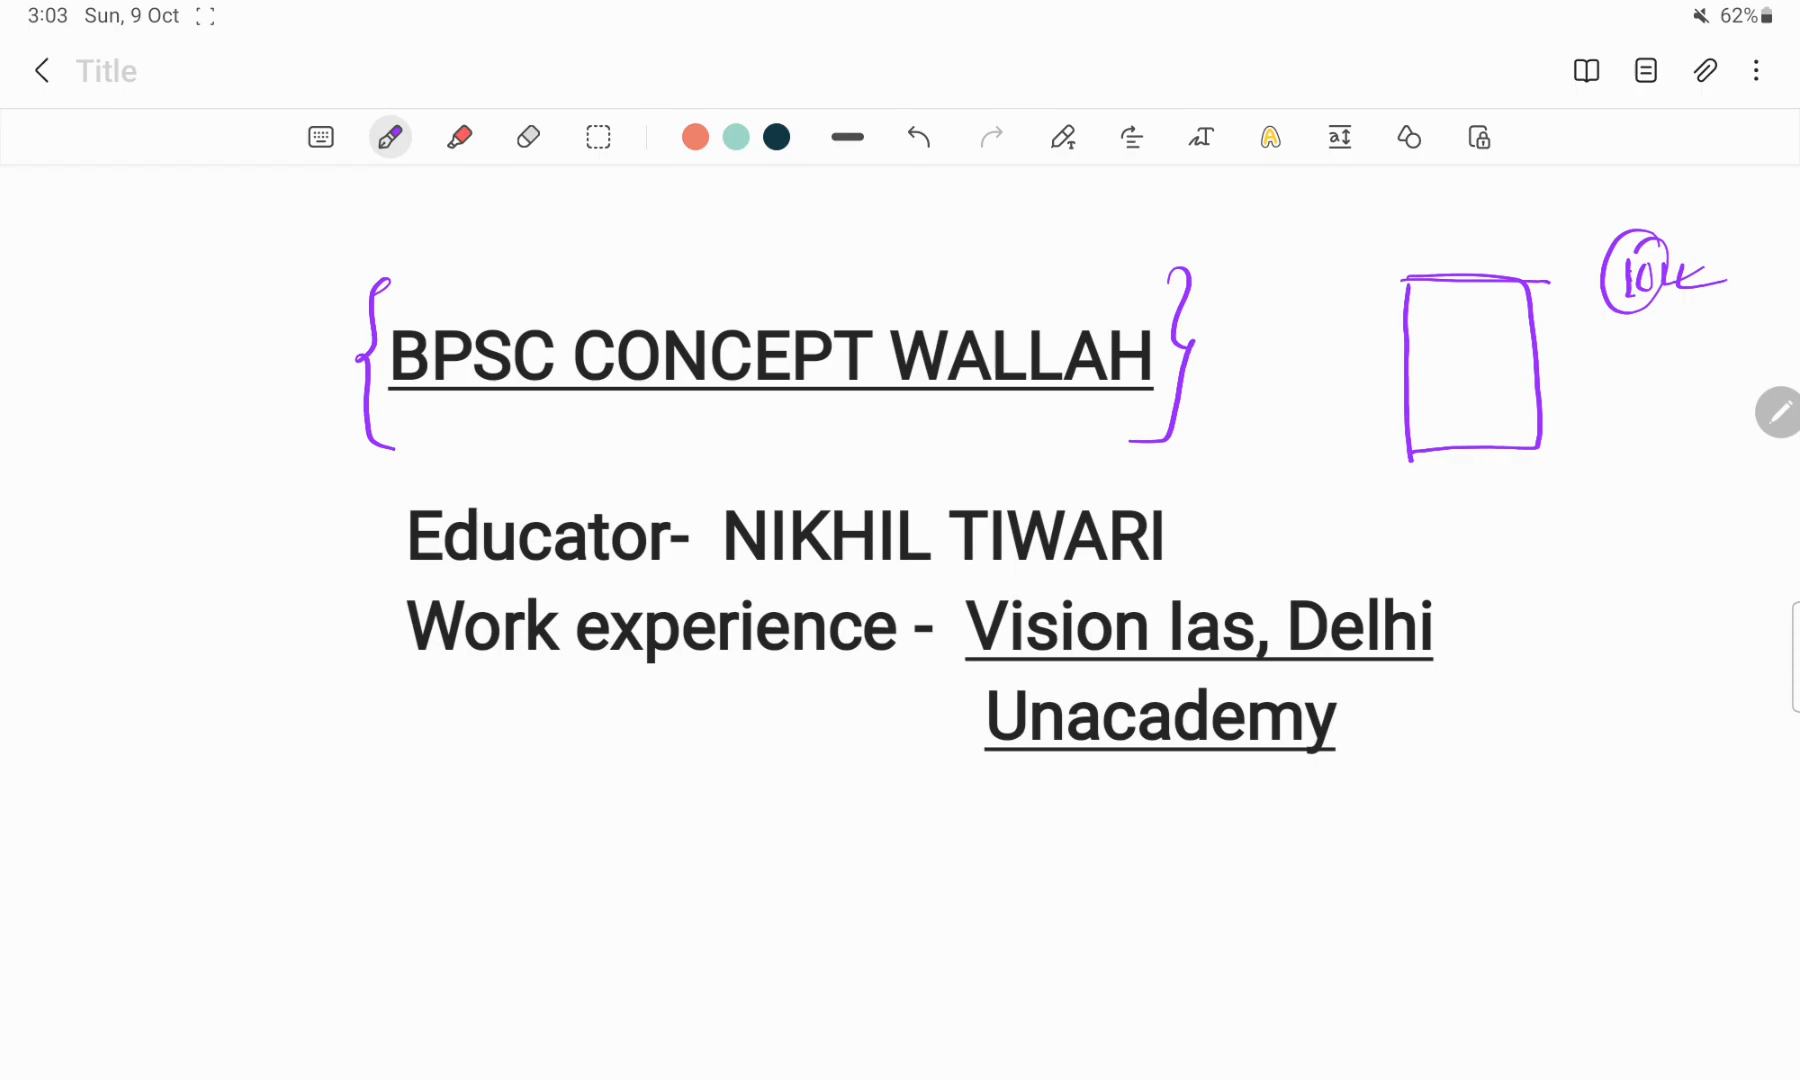 3:03 Sun, 9 Oct
62%
Title
10k
BPSC CONCEPT WALLAH
Educator- NIKHIL TIWARI
Work experience - Vision Ias, Delhi
Unacademy